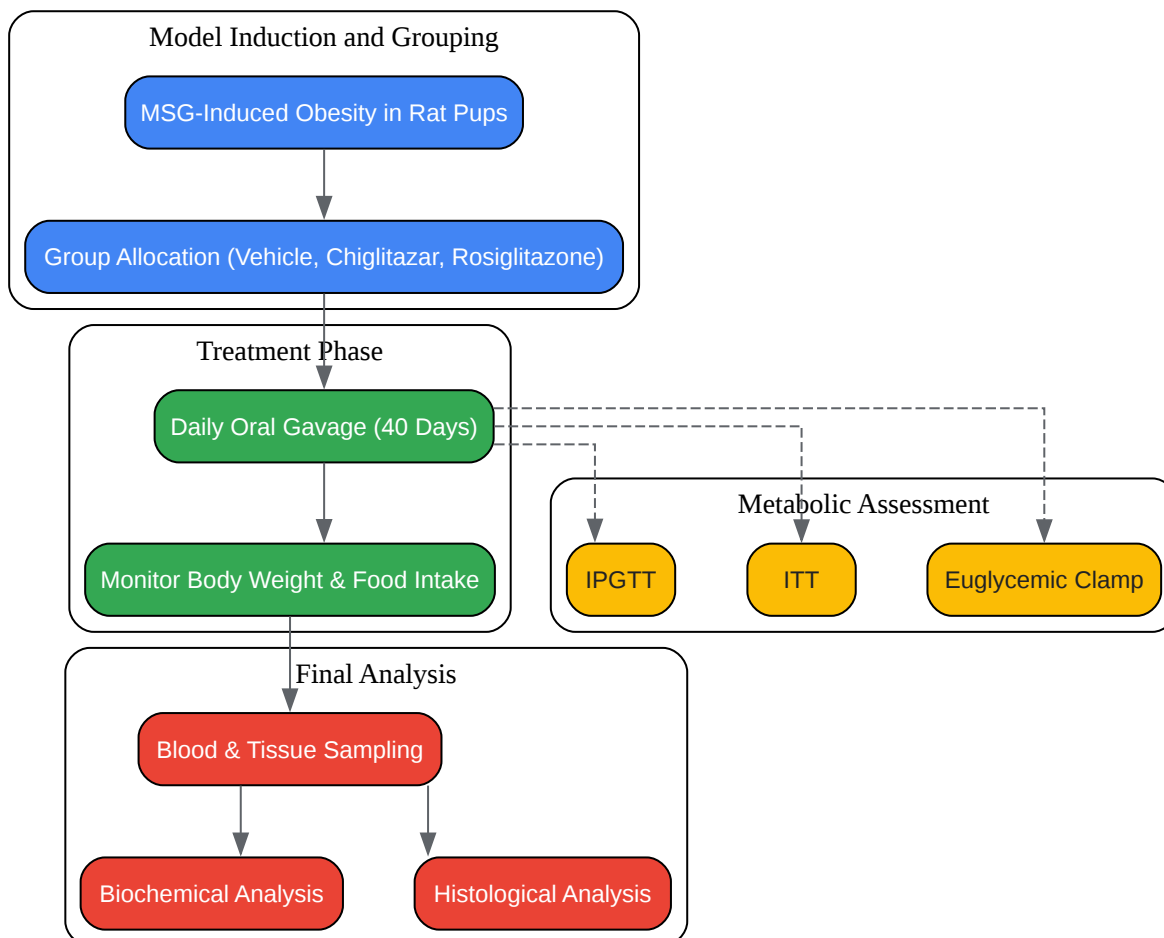 Model Induction and Grouping
MSG-Induced Obesity in Rat Pups
Group Allocation (Vehicle, Chiglitazar, Rosiglitazone)
Treatment Phase
Daily Oral Gavage (40 Days)
Monitor Body Weight & Food Intake
Metabolic Assessment
IPGTT
ITT
Euglycemic Clamp
Final Analysis
Blood & Tissue Sampling
Biochemical Analysis
Histological Analysis